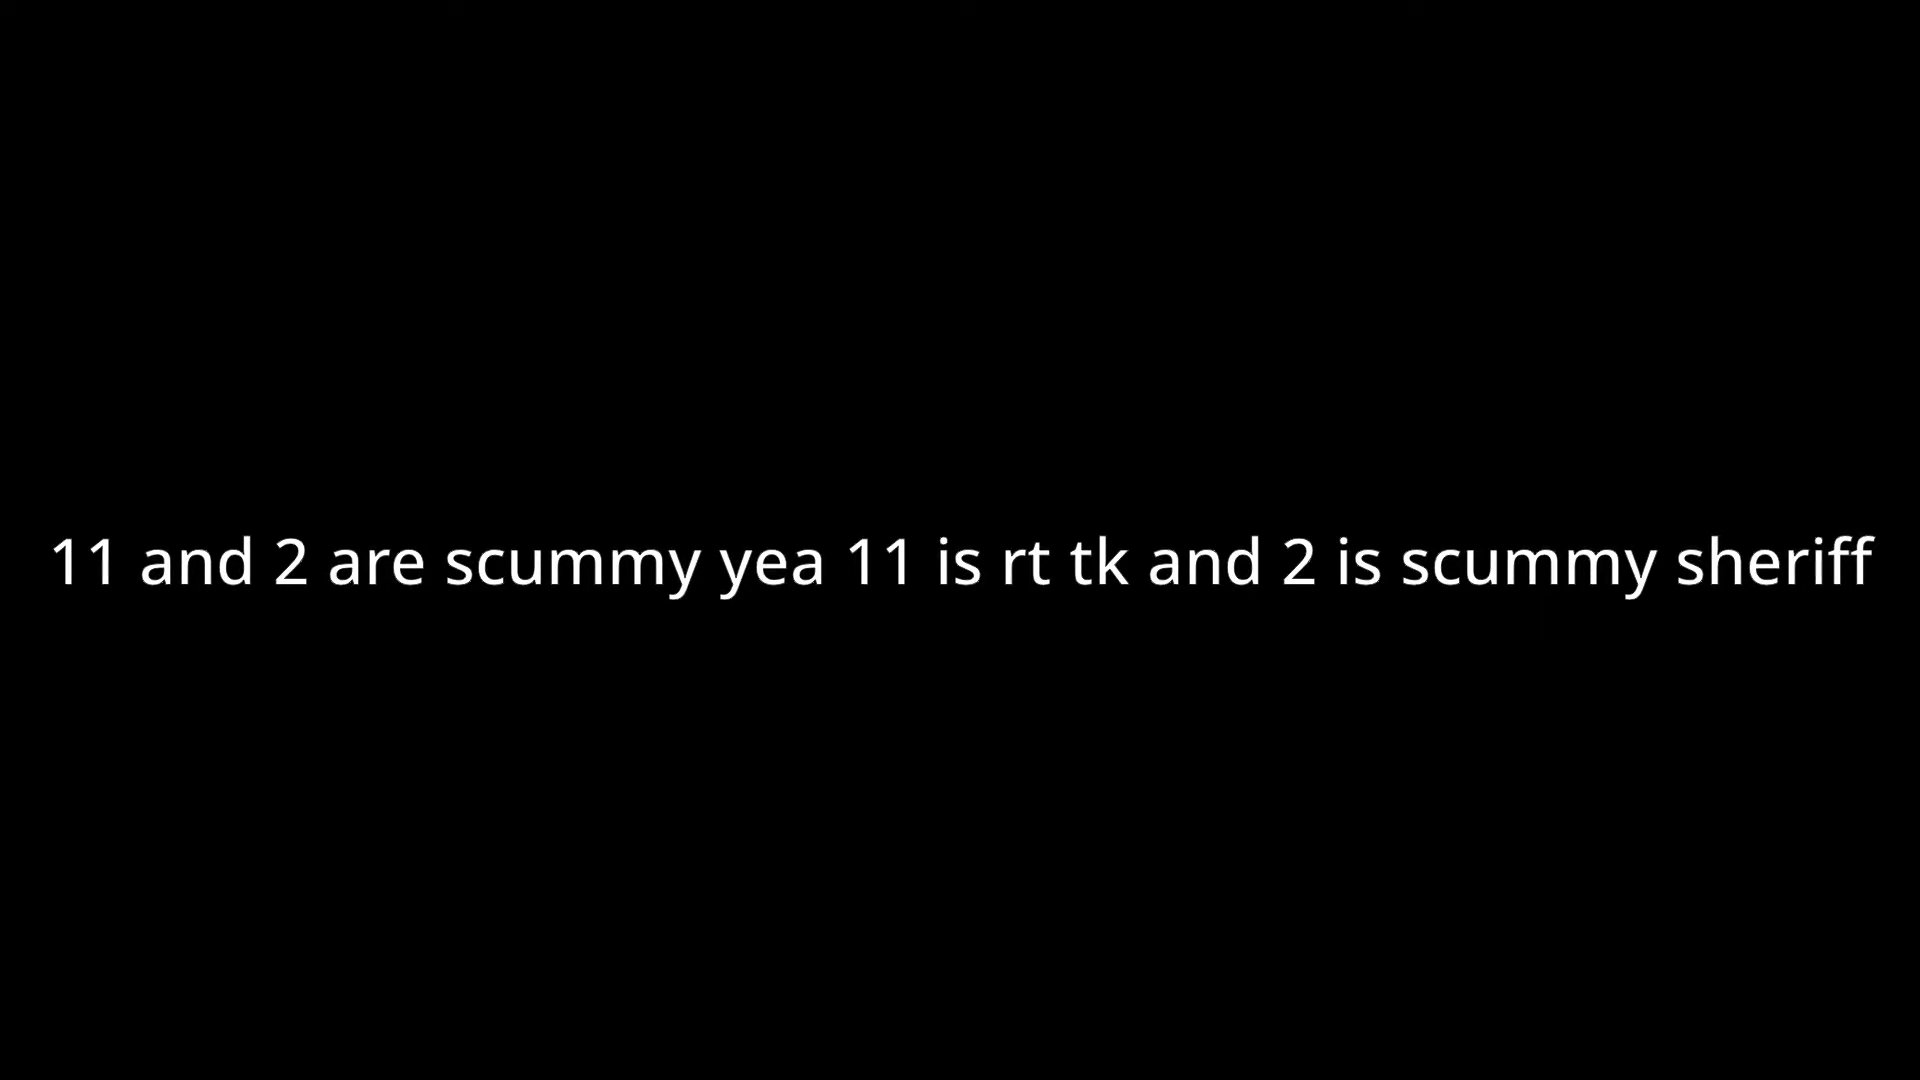 11 and 2 are scummy yea 11 is rt tk and 2 is scummy sheriff